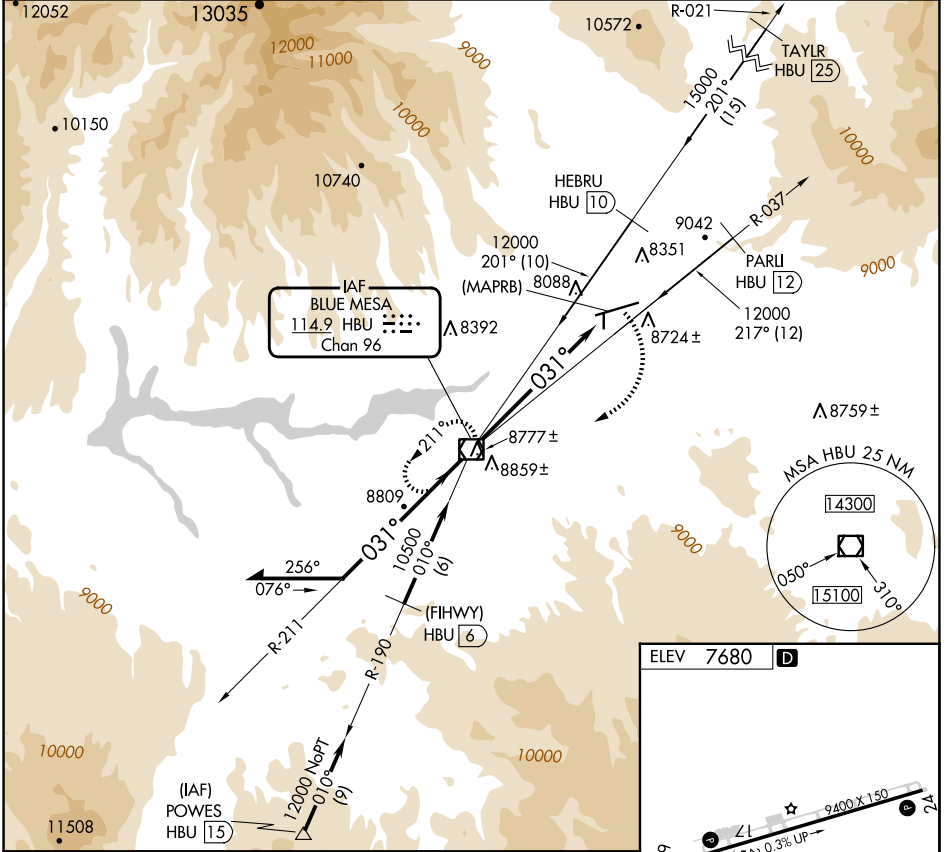 12052
13035
12000
11000
9000
10572
R-021
TAYLR
HBU 25
15000
201°
(15)
10150
10000
10740
10000
HEBRU
HBU 10
9042
R-037
12000
201° (10)
8351
PARLI
HBU 12
9000
(MAPRB)
8088
12000
217° (12)
IAF
BLUE MESA
114.9 HBU
Chan 96
8392
8724 ±
031°
8759 ±
211°
8777 ±
8859 ±
MSA HBU 25 NM
14300
8809
031°
10500
010°
(6)
9000
050°
310°
15100
256°
076°
9000
(FIHWY)
HBU 6
R-211
R-190
ELEV 7680 D
10000
10000
12000 NoPT
010°
(9)
(IAF)
POWES
HBU 15
11508
9400 X 150
P
24
17
P
0.3% UP